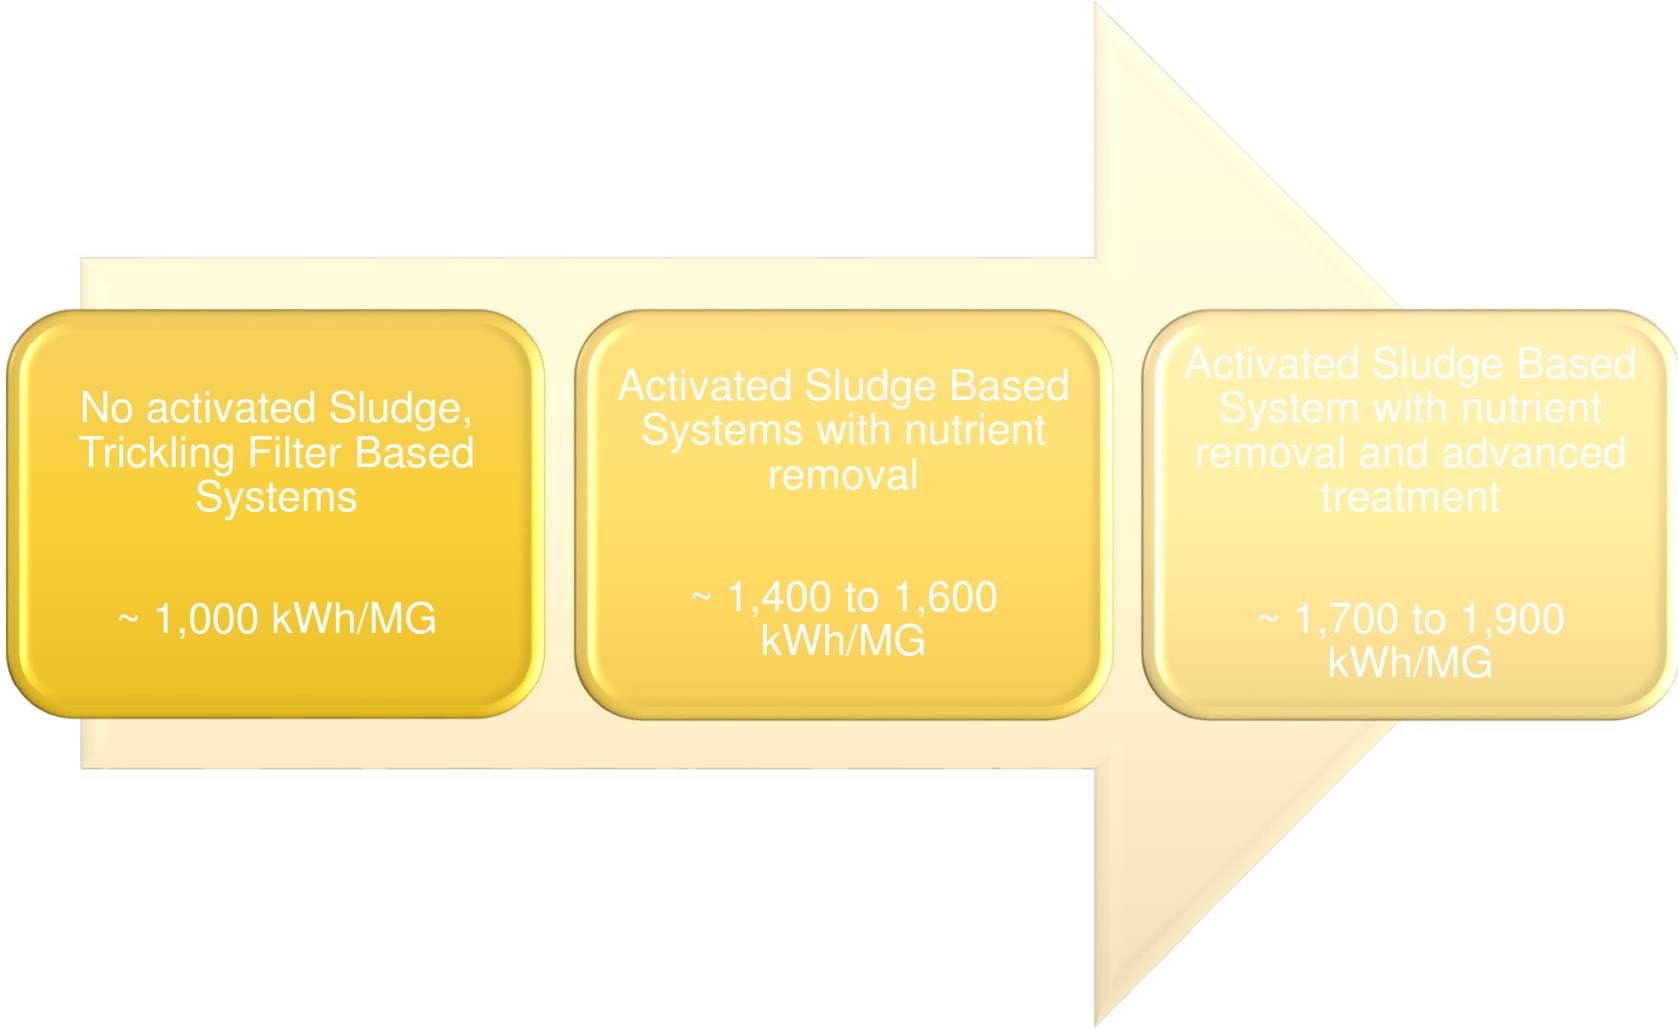 No activated Sludge,
Trickling Filter Based
Systems
~ 1,000 kWh/MG
Activated Sludge Based
Systems with nutrient
removal
~ 1,400 to 1,600
kWh/MG
Activated Sludge Based
System with nutrient
removal and advanced
treatment
~ 1,700 to 1,900
kWh/MG